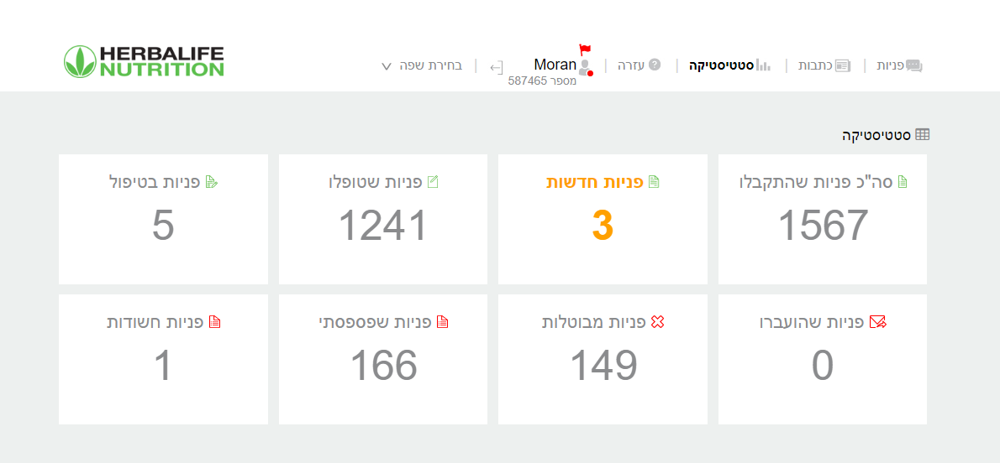 HERBALIFE
NUTRITION
פניות
כתבות
סטטיסטיקה
עזרה
Moran
מספר 587465
בחירת שפה
סטטיסטיקה
סה"כ פניות שהתקבלו
1567
פניות חדשות
3
פניות שטופלו
1241
פניות בטיפול
5
פניות שהועברו
0
פניות מבוטלות
149
פניות שפספסתי
166
פניות חשודות
1